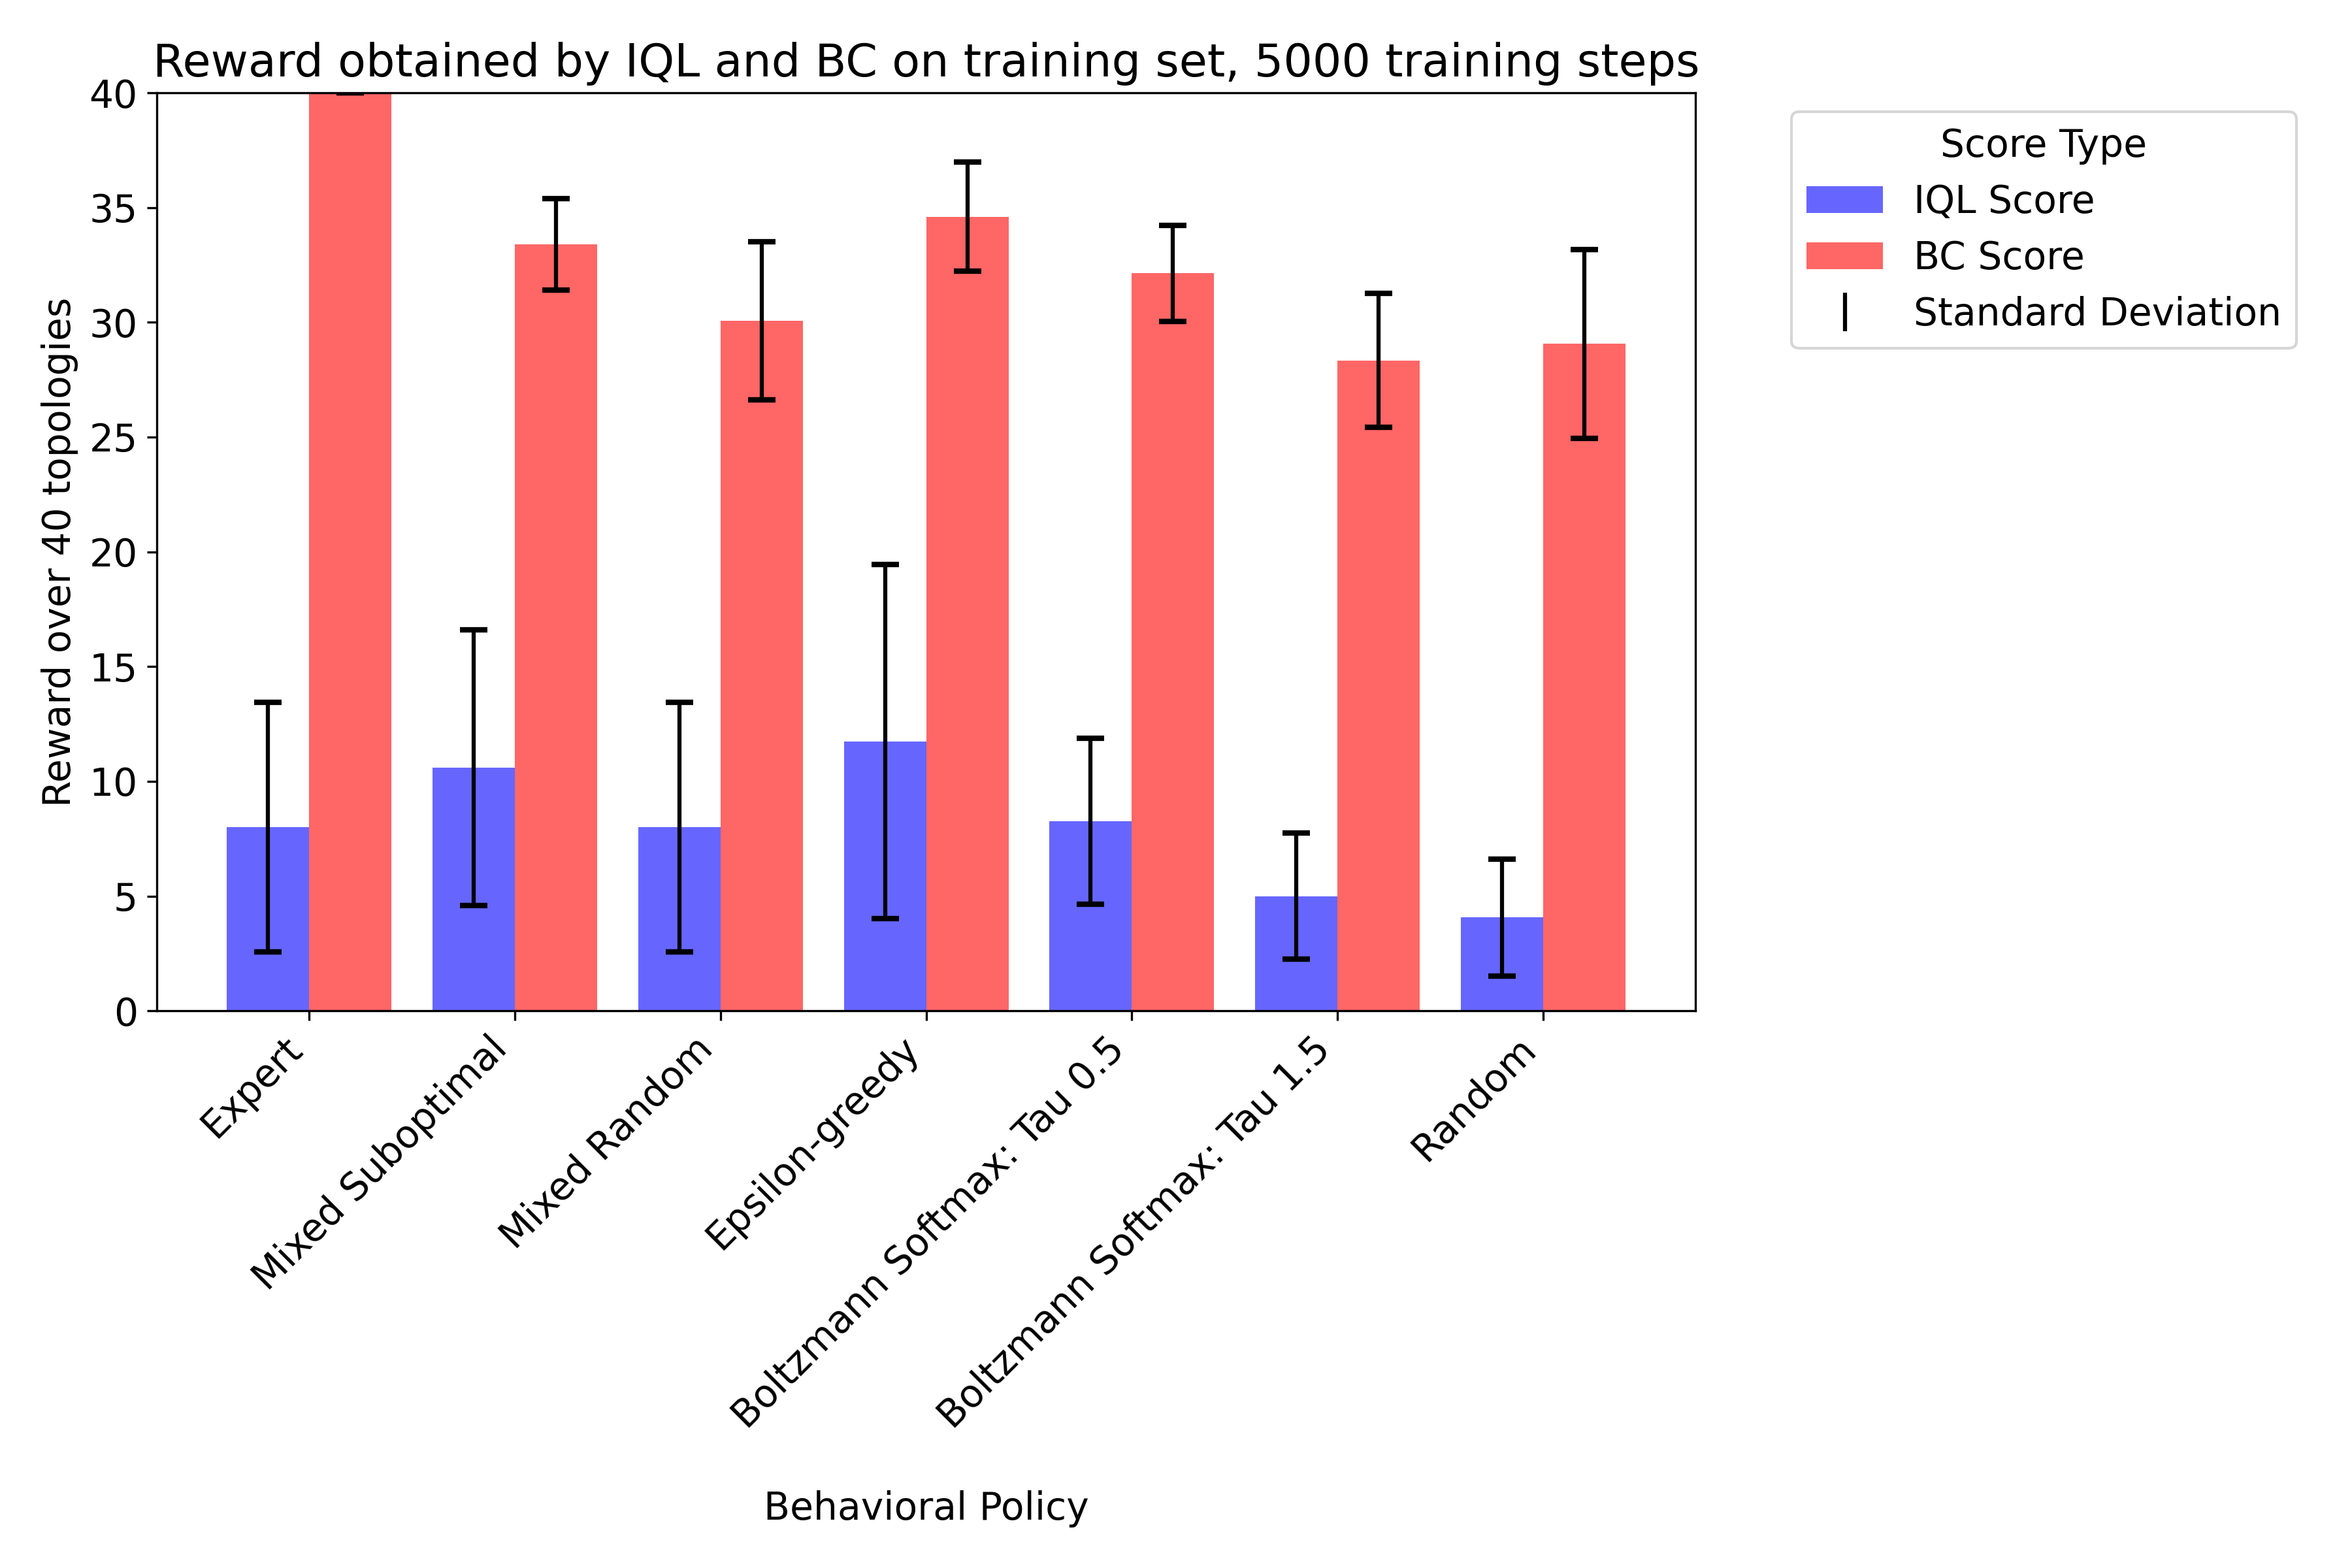 Reward obtained by IQL and BC on training set, 5000 training steps
Reward over 40 topologies
40
35
30
25
20
15
10
5
0
Expert
Mixed Suboptimal
Mixed Random
Epsilon-greedy
Boltzmann Softmax: Tau 0.5
Boltzmann Softmax: Tau 1.5
Random
Behavioral Policy
Score Type
IQL Score
BC Score
Standard Deviation